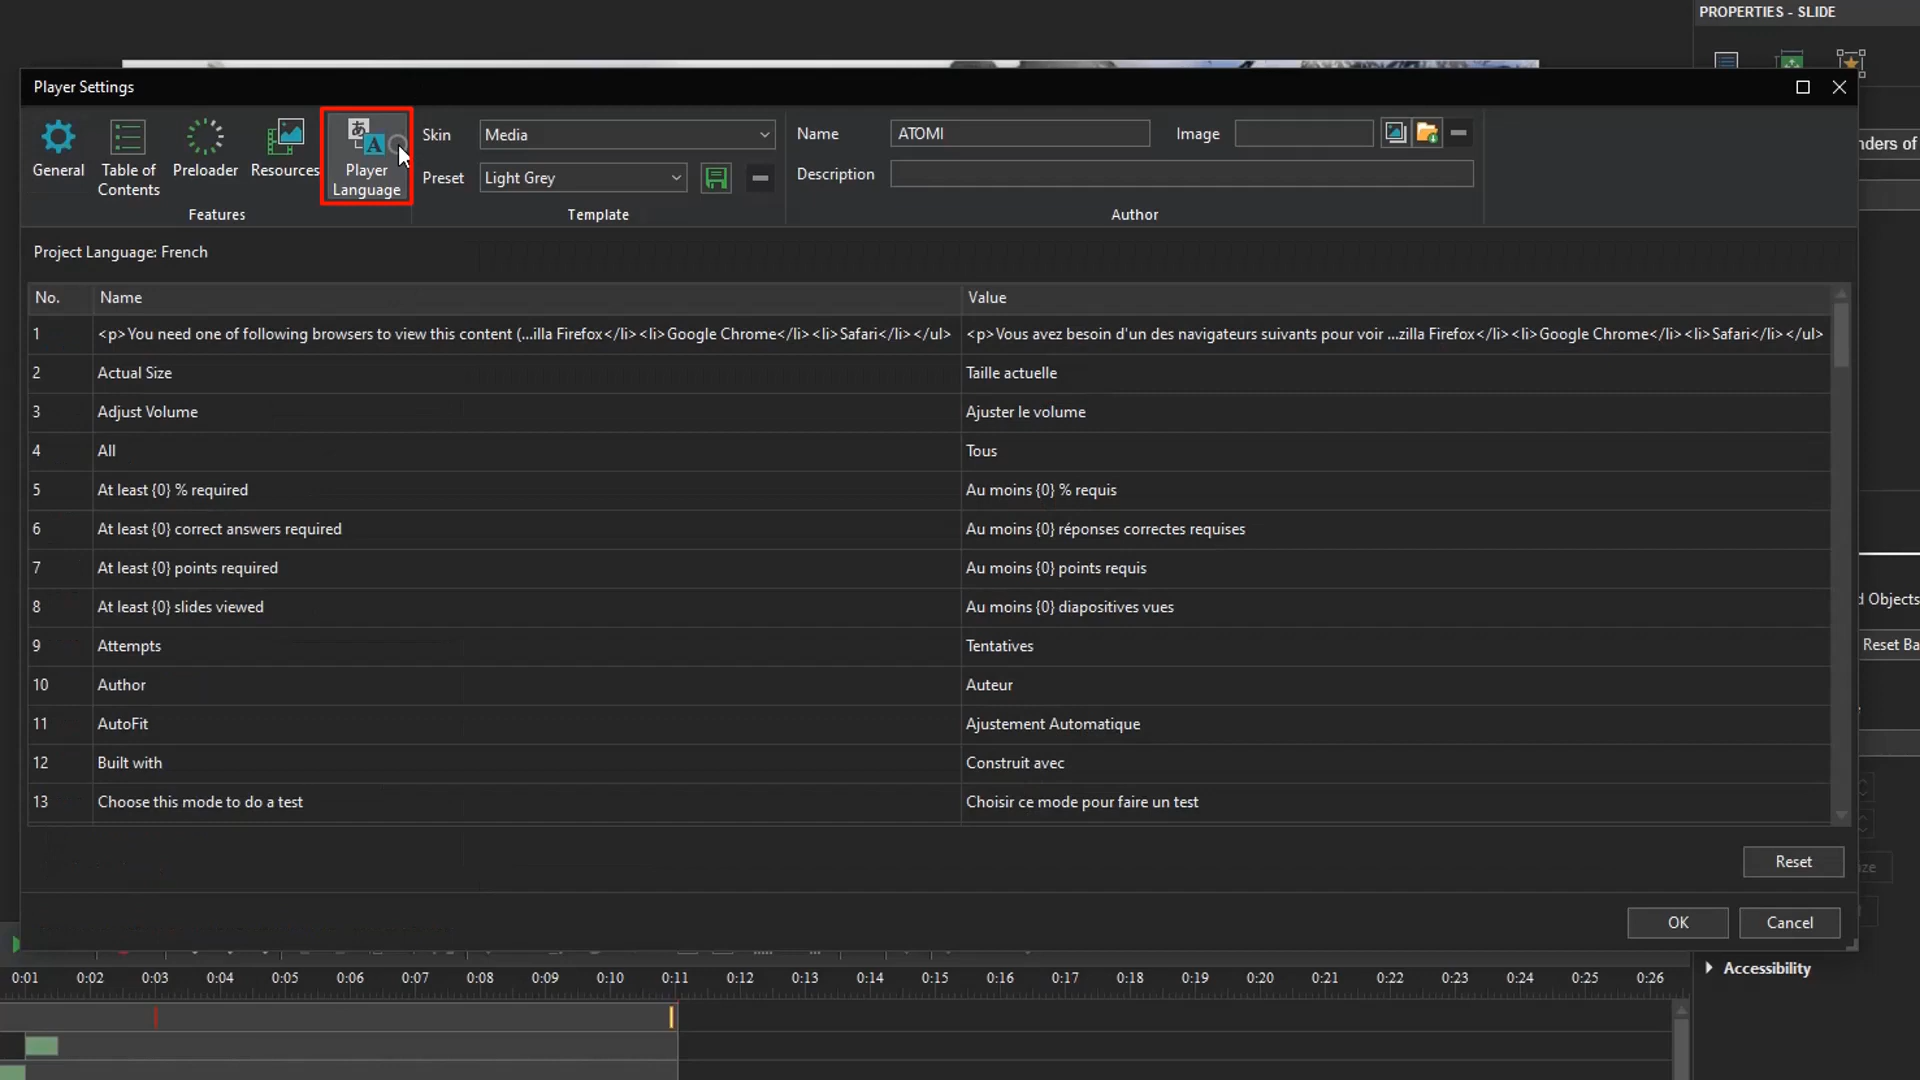 PROPERTIES - SLIDE
Player Settings
General
Table of
Contents
Preloader
Resources
Player
Language
Features
Skin
Media
Preset
Light Grey
Template
Name
ATOMI
Image
Description
Author
Project Language: French
No. Name Value
1 <p>You need one of following browsers to view this content (...illa Firefox</li><li>Google Chrome</li><li>Safari</li></ul> <p>Vous avez besoin d'un des navigateurs suivants pour voir ...zilla Firefox</li><li>Google Chrome</li><li>Safari</li></ul>
2 Actual Size Taille actuelle
3 Adjust Volume Ajuster le volume
4 All Tous
5 At least {0} % required Au moins {0} % requis
6 At least {0} correct answers required Au moins {0} réponses correctes requises
7 At least {0} points required Au moins {0} points requis
8 At least {0} slides viewed Au moins {0} diapositives vues
9 Attempts Tentatives
10 Author Auteur
11 AutoFit Ajustement Automatique
12 Built with Construit avec
13 Choose this mode to do a test Choisir ce mode pour faire un test
Reset
OK
Cancel
nders of
d Objects
Reset Ba
ze
Accessibility
0:01 0:02 0:03 0:04 0:05 0:06 0:07 0:08 0:09 0:10 0:11 0:12 0:13 0:14 0:15 0:16 0:17 0:18 0:19 0:20 0:21 0:22 0:23 0:24 0:25 0:26